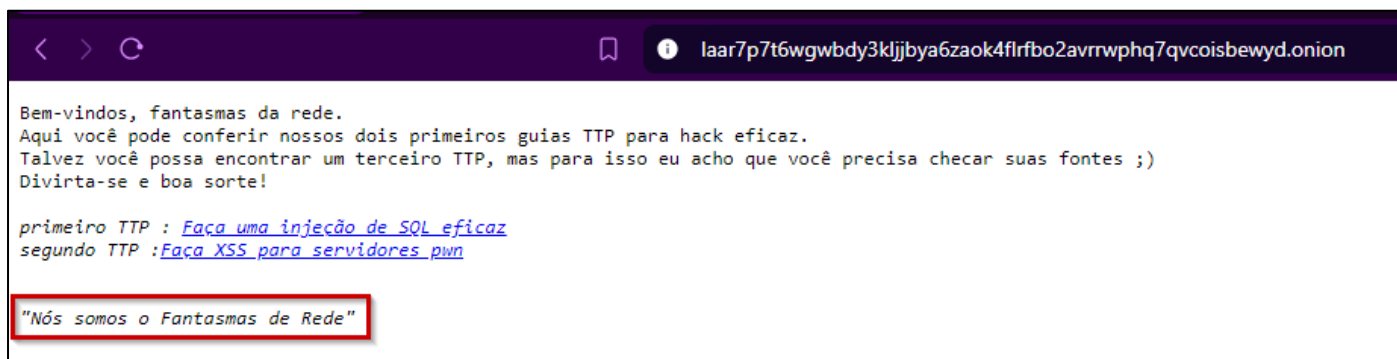 laar7p7t6wgwbdy3kljjbya6zaok4flrfbo2avrrwphq7qvcoisbewyd.onion
Bem-vindos, fantasmas da rede.
Aqui você pode conferir nossos dois primeiros guias TTP para hack eficaz.
Talvez você possa encontrar um terceiro TTP, mas para isso eu acho que você precisa checar suas fontes ;)
Divirta-se e boa sorte!
primeiro TTP : Faça uma injeção de SQL eficaz
segundo TTP :Faça XSS para servidores pwn
"Nós somos o Fantasmas de Rede"